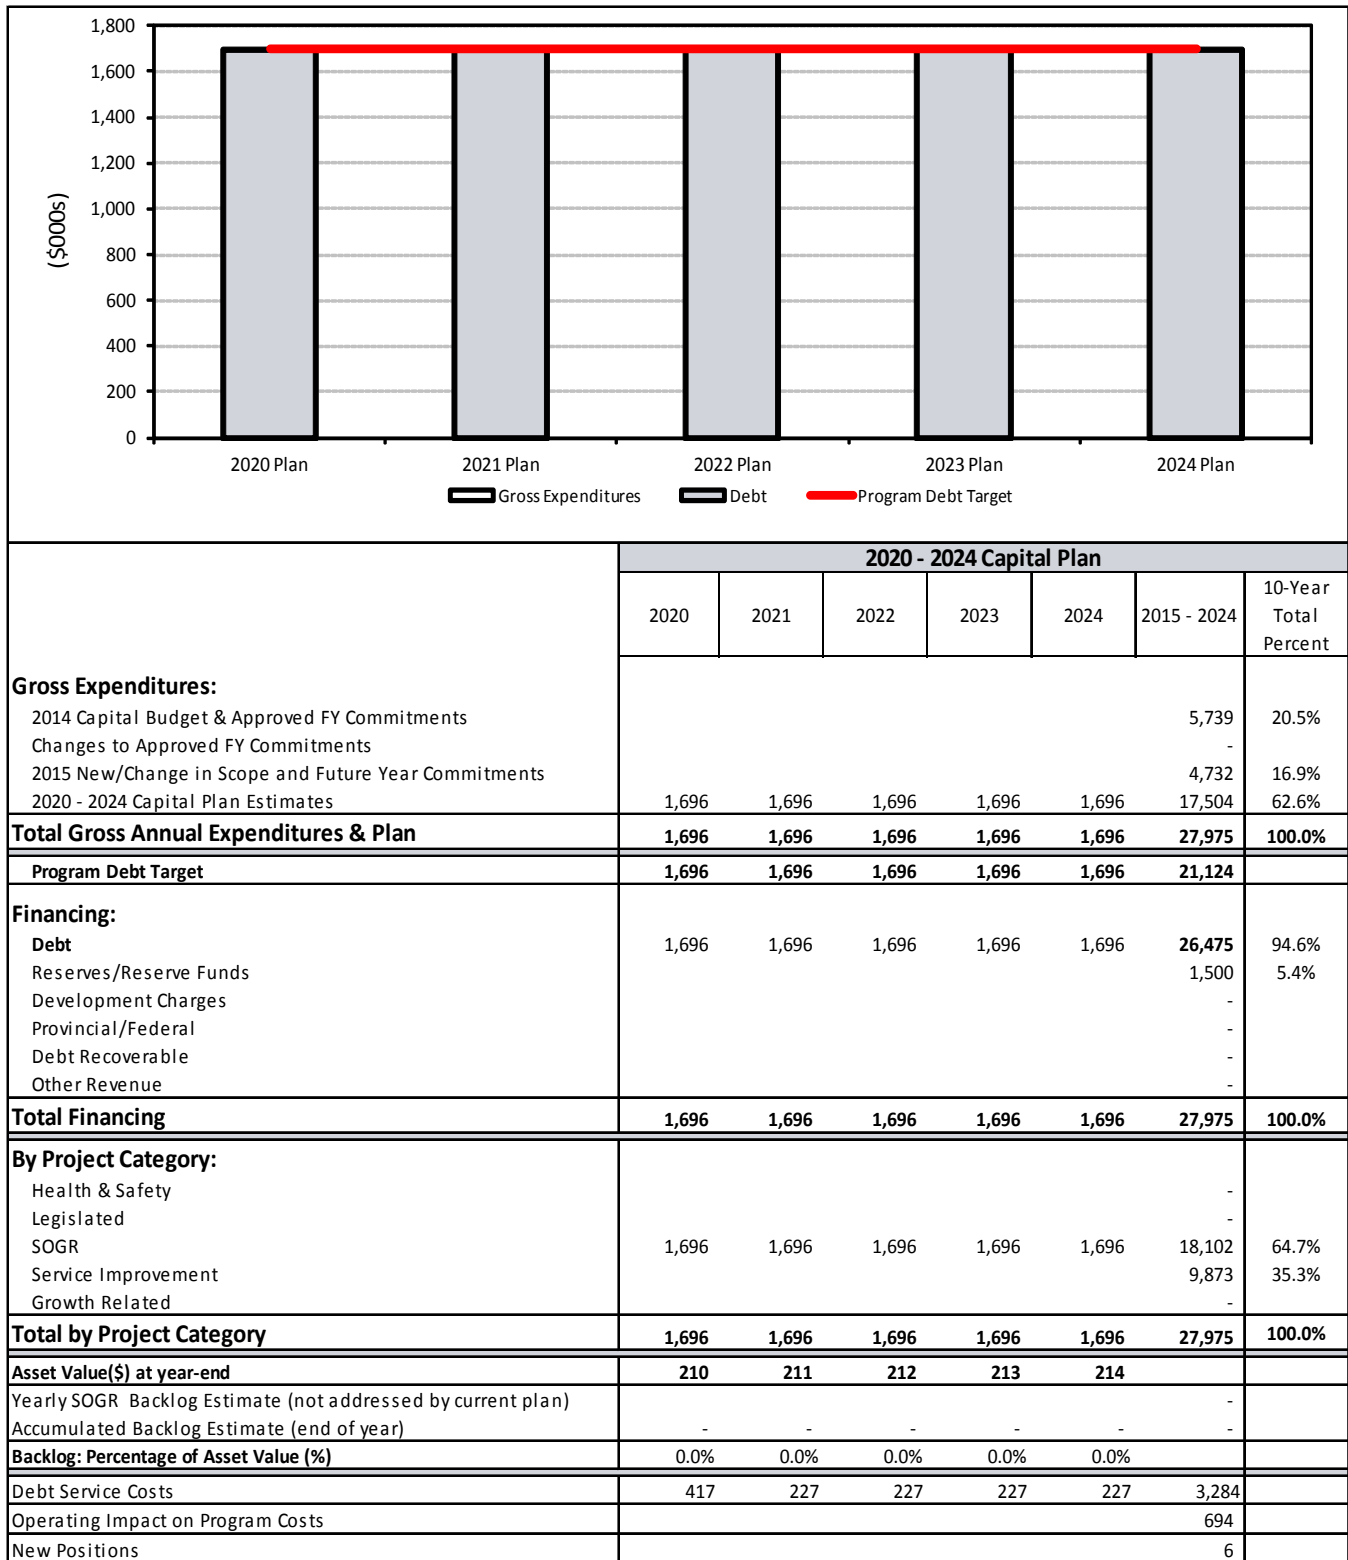 1,800
1,600
1,400
1,200
1,000
800
600
400
200
0
($000s)
2020 Plan 2021 Plan 2022 Plan 2023 Plan 2024 Plan
Gross Expenditures Debt Program Debt Target
2020 - 2024 Capital Plan
2020 2021 2022 2023 2024 2015 - 2024 10-Year Total Percent
Gross Expenditures:
2014 Capital Budget & Approved FY Commitments 5,739 20.5%
Changes to Approved FY Commitments -
2015 New/Change in Scope and Future Year Commitments 4,732 16.9%
2020 - 2024 Capital Plan Estimates 1,696 1,696 1,696 1,696 1,696 17,504 62.6%
Total Gross Annual Expenditures & Plan 1,696 1,696 1,696 1,696 1,696 27,975 100.0%
Program Debt Target 1,696 1,696 1,696 1,696 1,696 21,124
Financing:
Debt 1,696 1,696 1,696 1,696 1,696 26,475 94.6%
Reserves/Reserve Funds 1,500 5.4%
Development Charges -
Provincial/Federal -
Debt Recoverable -
Other Revenue -
Total Financing 1,696 1,696 1,696 1,696 1,696 27,975 100.0%
By Project Category:
Health & Safety -
Legislated -
SOGR 1,696 1,696 1,696 1,696 1,696 18,102 64.7%
Service Improvement 9,873 35.3%
Growth Related -
Total by Project Category 1,696 1,696 1,696 1,696 1,696 27,975 100.0%
Asset Value($) at year-end 210 211 212 213 214
Yearly SOGR Backlog Estimate (not addressed by current plan) -
Accumulated Backlog Estimate (end of year) - - - - - -
Backlog: Percentage of Asset Value (%) 0.0% 0.0% 0.0% 0.0% 0.0%
Debt Service Costs 417 227 227 227 227 3,284
Operating Impact on Program Costs 694
New Positions 6